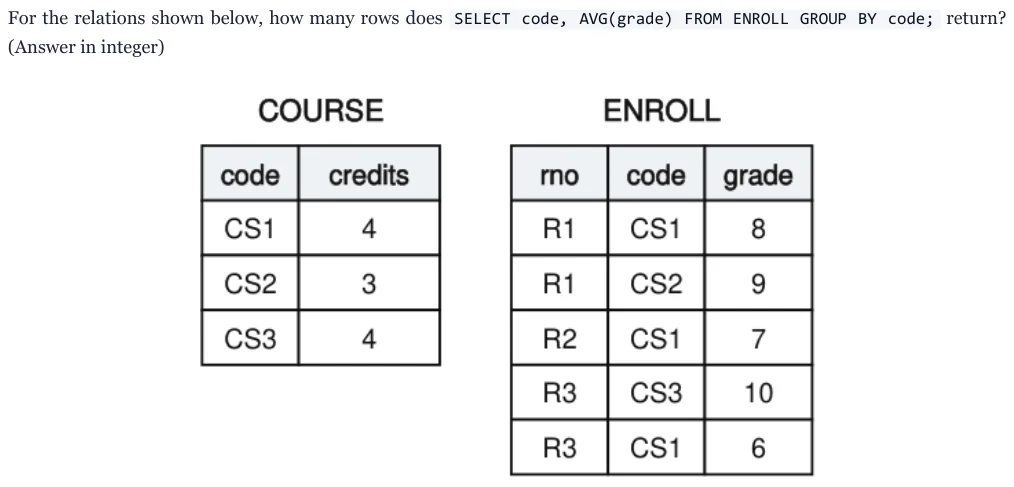 For the relations shown below, how many rows does SELECT code, AVG(grade) FROM ENROLL GROUP BY code; return?
(Answer in integer)
COURSE
code credits
CS1 4
CS2 3
CS3 4
ENROLL
rno code grade
R1 CS1 8
R1 CS2 9
R2 CS1 7
R3 CS3 10
R3 CS1 6